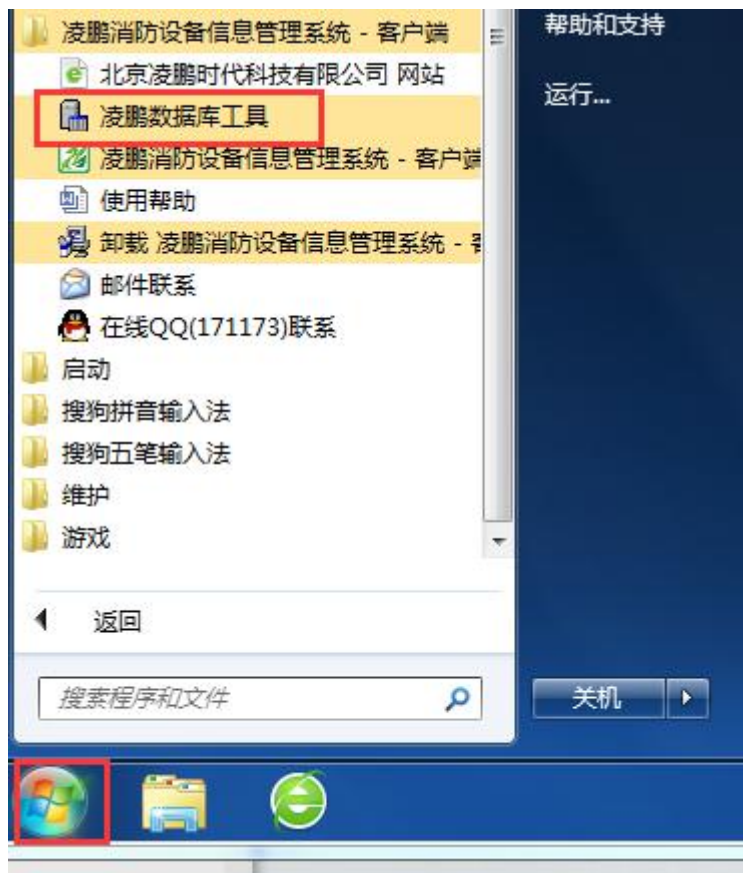 凌鹏消防设备信息管理系统 - 客户端
北京凌鹏时代科技有限公司 网站
凌鹏数据库工具
凌鹏消防设备信息管理系统 - 客户端
使用帮助
卸载 凌鹏消防设备信息管理系统 - 客
邮件联系
在线QQ(171173)联系
启动
搜狗拼音输入法
搜狗五笔输入法
维护
游戏
返回
搜索程序和文件
帮助和支持
运行...
关机